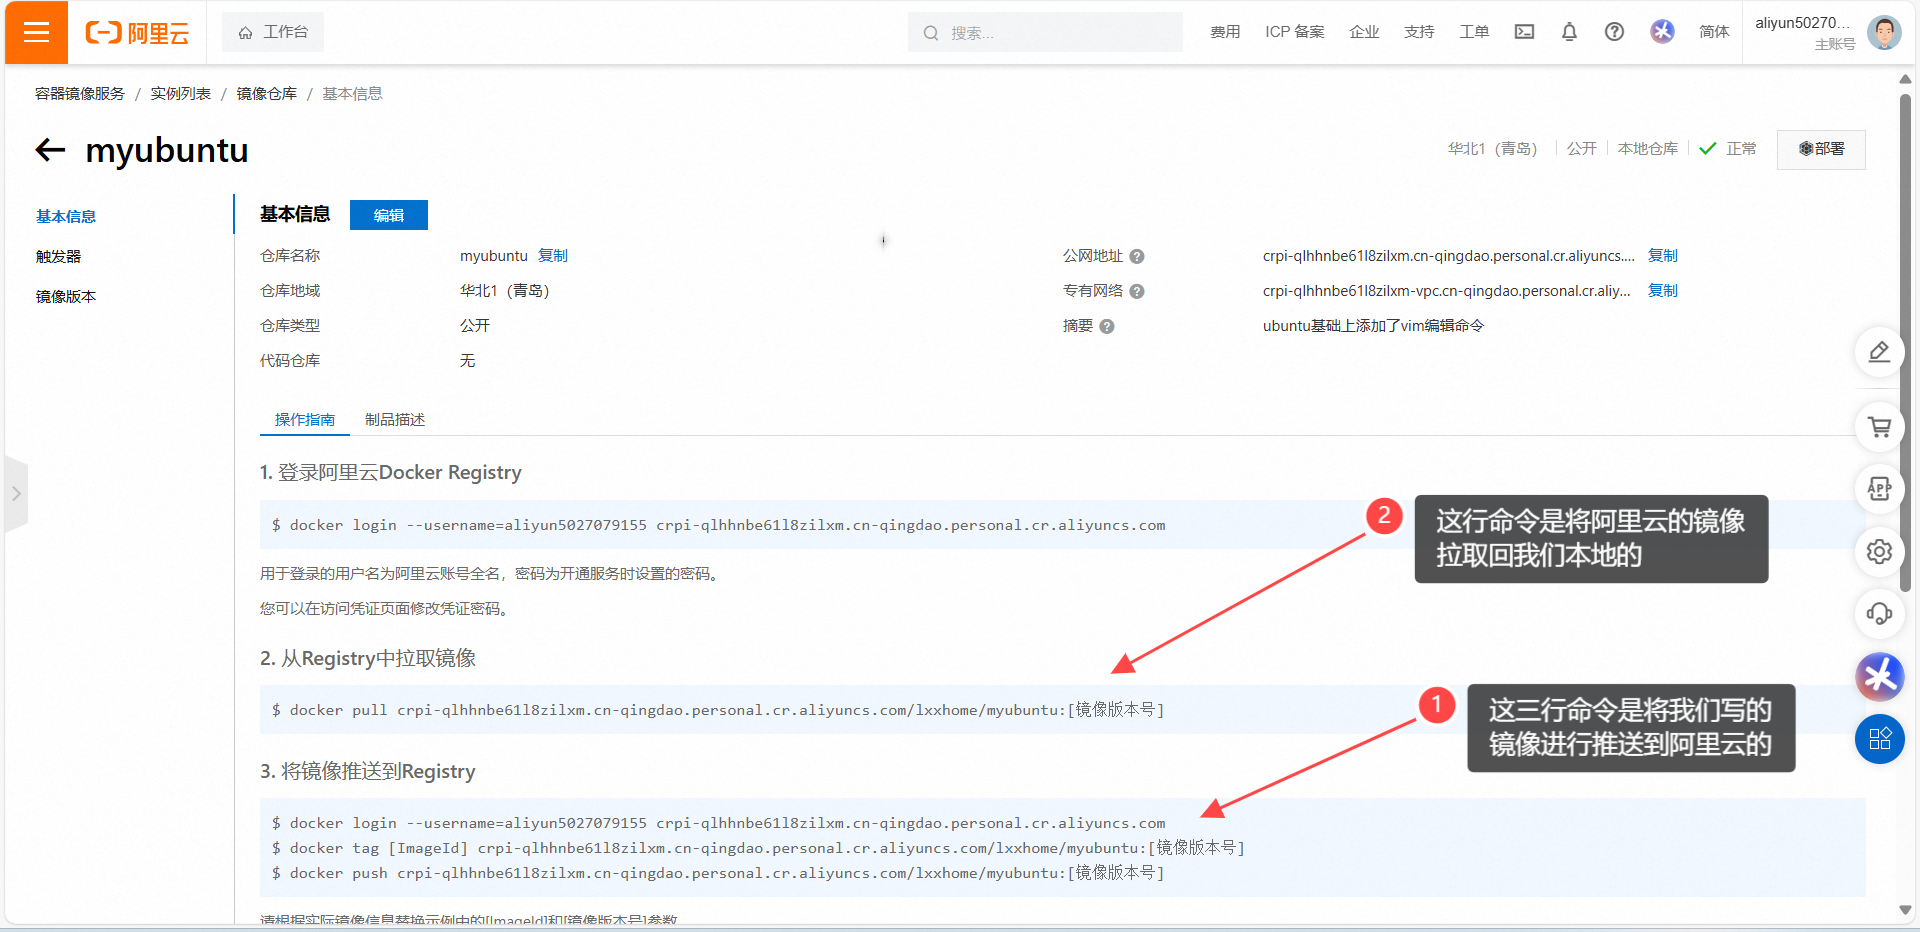 阿里云
工作台
搜索...
费用
ICP 备案
企业
支持
工单
简体
aliyun50270...
主账号
容器镜像服务 / 实例列表 / 镜像仓库 / 基本信息
myubuntu
华北1（青岛）
公开
本地仓库
正常
部署
基本信息
触发器
镜像版本
基本信息
编辑
仓库名称
myubuntu 复制
公网地址
crpi-qlhhnbe61l8zilxm.cn-qingdao.personal.cr.aliyuncs.... 复制
仓库地域
华北1（青岛）
专有网络
crpi-qlhhnbe61l8zilxm-vpc.cn-qingdao.personal.cr.aliy... 复制
仓库类型
公开
摘要
ubuntu基础上添加了vim编辑命令
代码仓库
无
操作指南
制品描述
1. 登录阿里云Docker Registry
$ docker login --username=aliyun5027079155 crpi-qlhhnbe61l8zilxm.cn-qingdao.personal.cr.aliyuncs.com
用于登录的用户名为阿里云账号全名，密码为开通服务时设置的密码。
您可以在访问凭证页面修改凭证密码。
2
这行命令是将阿里云的镜像
拉取回我们本地的
2. 从Registry中拉取镜像
$ docker pull crpi-qlhhnbe61l8zilxm.cn-qingdao.personal.cr.aliyuncs.com/lxxhome/myubuntu:[镜像版本号]
1
这三行命令是将我们写的
镜像进行推送到阿里云的
3. 将镜像推送到Registry
$ docker login --username=aliyun5027079155 crpi-qlhhnbe61l8zilxm.cn-qingdao.personal.cr.aliyuncs.com
$ docker tag [ImageId] crpi-qlhhnbe61l8zilxm.cn-qingdao.personal.cr.aliyuncs.com/lxxhome/myubuntu:[镜像版本号]
$ docker push crpi-qlhhnbe61l8zilxm.cn-qingdao.personal.cr.aliyuncs.com/lxxhome/myubuntu:[镜像版本号]
请根据实际镜像信息替换示例中的[ImageId]和[镜像版本号]参数
APP